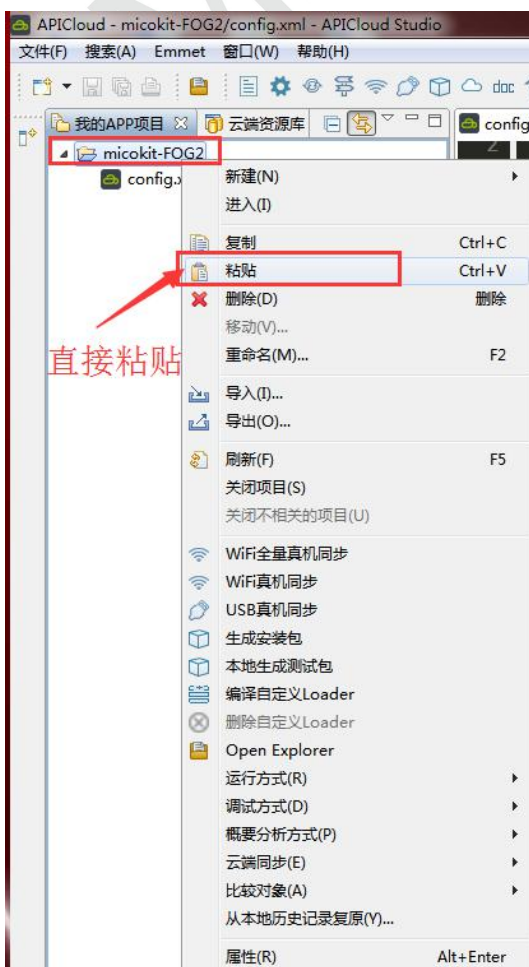 APICloud - micokit-FOG2/config.xml - APICloud Studio
文件(F) 搜索(A) Emmet 窗口(W) 帮助(H)
doc
我的APP项目 云端资源库 config
micokit-FOG2
2
config.x
新建(N)
进入(I)
复制 Ctrl+C
粘贴 Ctrl+V
删除(D) 删除
移动(V)...
直接粘贴
重命名(M)... F2
导入(I)...
导出(O)...
刷新(F) F5
关闭项目(S)
关闭不相关的项目(U)
WiFi全量真机同步
WiFi真机同步
USB真机同步
生成安装包
本地生成测试包
编译自定义Loader
删除自定义Loader
Open Explorer
运行方式(R)
调试方式(D)
概要分析方式(P)
云端同步(E)
比较对象(A)
从本地历史记录复原(Y)...
属性(R) Alt+Enter